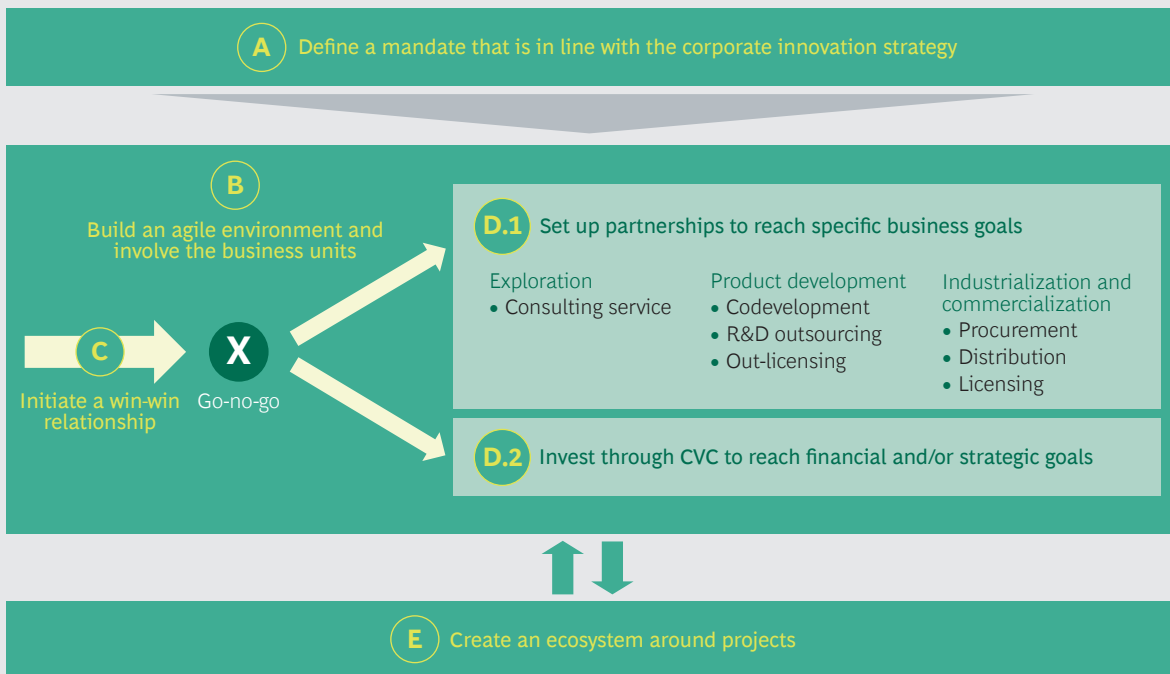 A Define a mandate that is in line with the corporate innovation strategy
B
Build an agile environment and
involve the business units
C
Initiate a win-win
relationship
X
Go-no-go
D.1 Set up partnerships to reach specific business goals
Exploration
• Consulting service
Product development
• Codevelopment
• R&D outsourcing
• Out-licensing
Industrialization and
commercialization
• Procurement
• Distribution
• Licensing
D.2 Invest through CVC to reach financial and/or strategic goals
E Create an ecosystem around projects